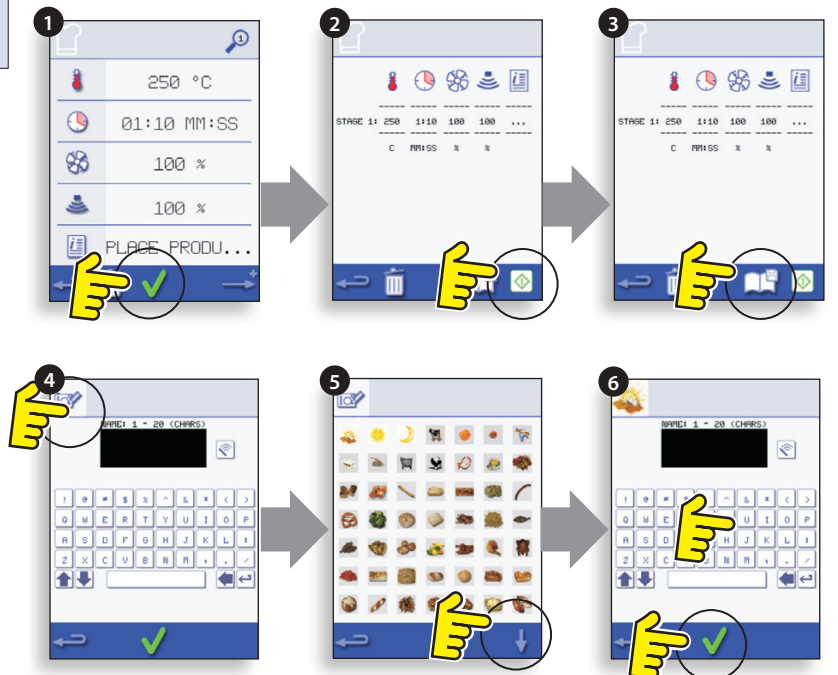 1
1
250 °C
01:10 MM:SS
100 %
100 %
PLACE PRODU...
2
----- ----- ----- ----- -----
STAGE 1: 250 1:10 100 100 ...
----- ----- ----- ----- -----
C MM:SS % %
3
----- ----- ----- ----- -----
STAGE 1: 250 1:10 100 100 ...
----- ----- ----- ----- -----
C MM:SS % %
4
NAME: 1 - 20 (CHARS)
! @ # $ % ^ & * ( )
Q W E R T Y U I O P
A S D F G H J K L :
Z X C V B N M , . /
5
6
NAME: 1 - 20 (CHARS)
! @ # ^ & * ( )
Q W E U I O P
A S D H J K L :
Z X C B N M , . /